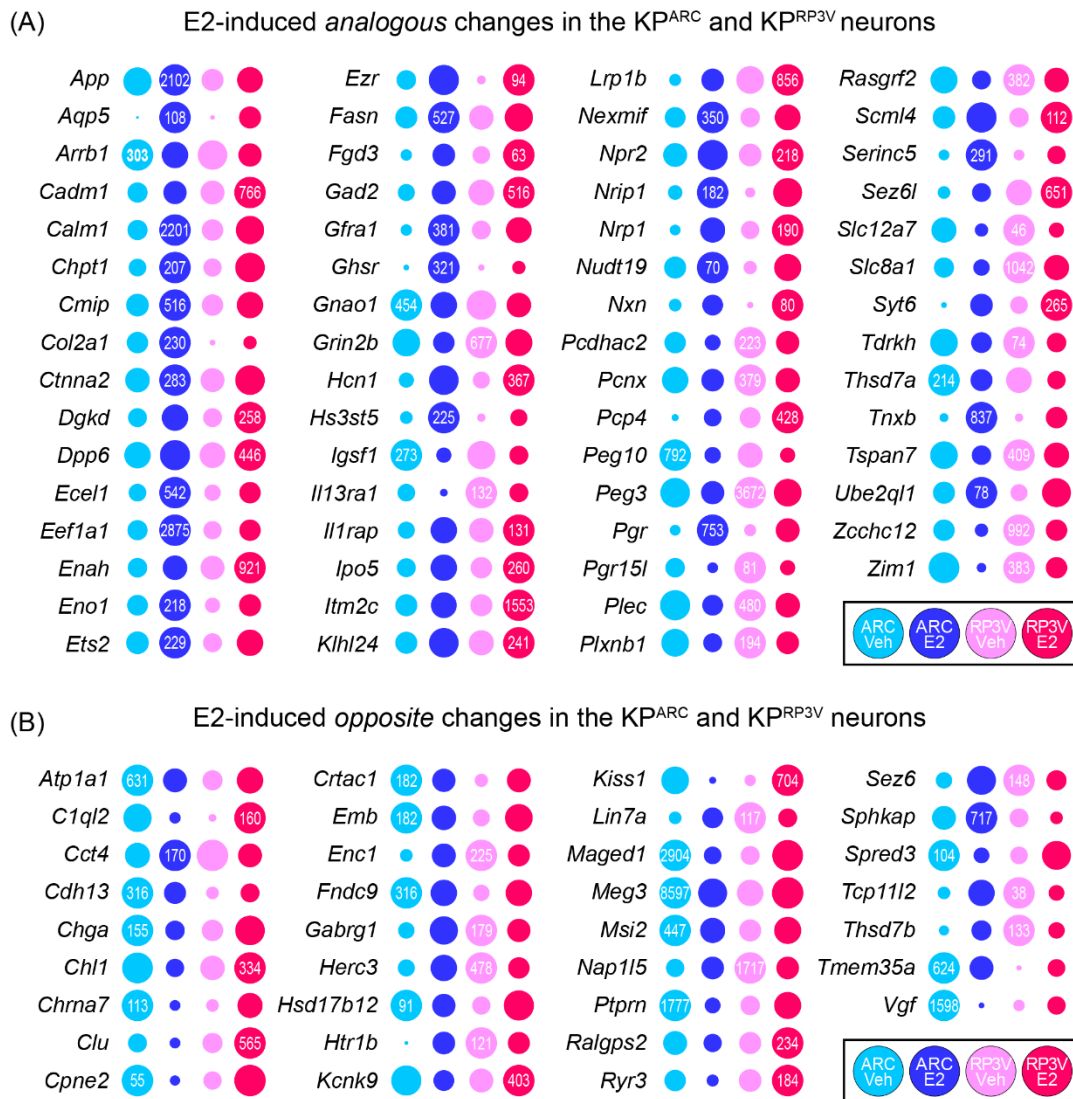 (A) E2-induced analogous changes in the KP^ARC and KP^RP3V neurons
App 2102
Aqp5 108
Arrb1 303
Cadm1 766
Calm1 2201
Chpt1 207
Cmip 516
Col2a1 230
Ctnna2 283
Dgkd 258
Dpp6 446
Ecel1 542
Eef1a1 2875
Enah 921
Eno1 218
Ets2 229
Ezr 94
Fasn 527
Fgd3 63
Gad2 516
Gfra1 381
Ghsr 321
Gnao1 454
Grin2b 677
Hcn1 367
Hs3st5 225
Igsf1 273
Il13ra1 132
Il1rap 131
Ipo5 260
Itm2c 1553
Klhl24 241
Lrp1b 856
Nexmif 350
Npr2 218
Nrip1 182
Nrp1 190
Nudt19 70
Nxn 80
Pcdhac2 223
Pcnx 379
Pcp4 428
Peg10 792
Peg3 3672
Pgr 753
Pgr15l 81
Plec 480
Plxnb1 194
Rasgrf2 382
Scml4 112
Serinc5 291
Sez6l 651
Slc12a7 46
Slc8a1 1042
Syt6 265
Tdrkh 74
Thsd7a 214
Tnxb 837
Tspan7 409
Ube2ql1 78
Zcchc12 992
Zim1 383
ARC Veh
ARC E2
RP3V Veh
RP3V E2
(B) E2-induced opposite changes in the KP^ARC and KP^RP3V neurons
Atp1a1 631
C1ql2 160
Cct4 170
Cdh13 316
Chga 155
Chl1 334
Chrna7 113
Clu 565
Cpne2 55
Crtac1 182
Emb 182
Enc1 225
Fndc9 316
Gabrg1 179
Herc3 478
Hsd17b12 91
Htr1b 121
Kcnk9 403
Kiss1 704
Lin7a 117
Maged1 2904
Meg3 8597
Msi2 447
Nap1l5 1717
Ptprn 1777
Ralgps2 234
Ryr3 184
Sez6 148
Sphkap 717
Spred3 104
Tcp11l2 38
Thsd7b 133
Tmem35a 624
Vgf 1598
ARC Veh
ARC E2
RP3V Veh
RP3V E2